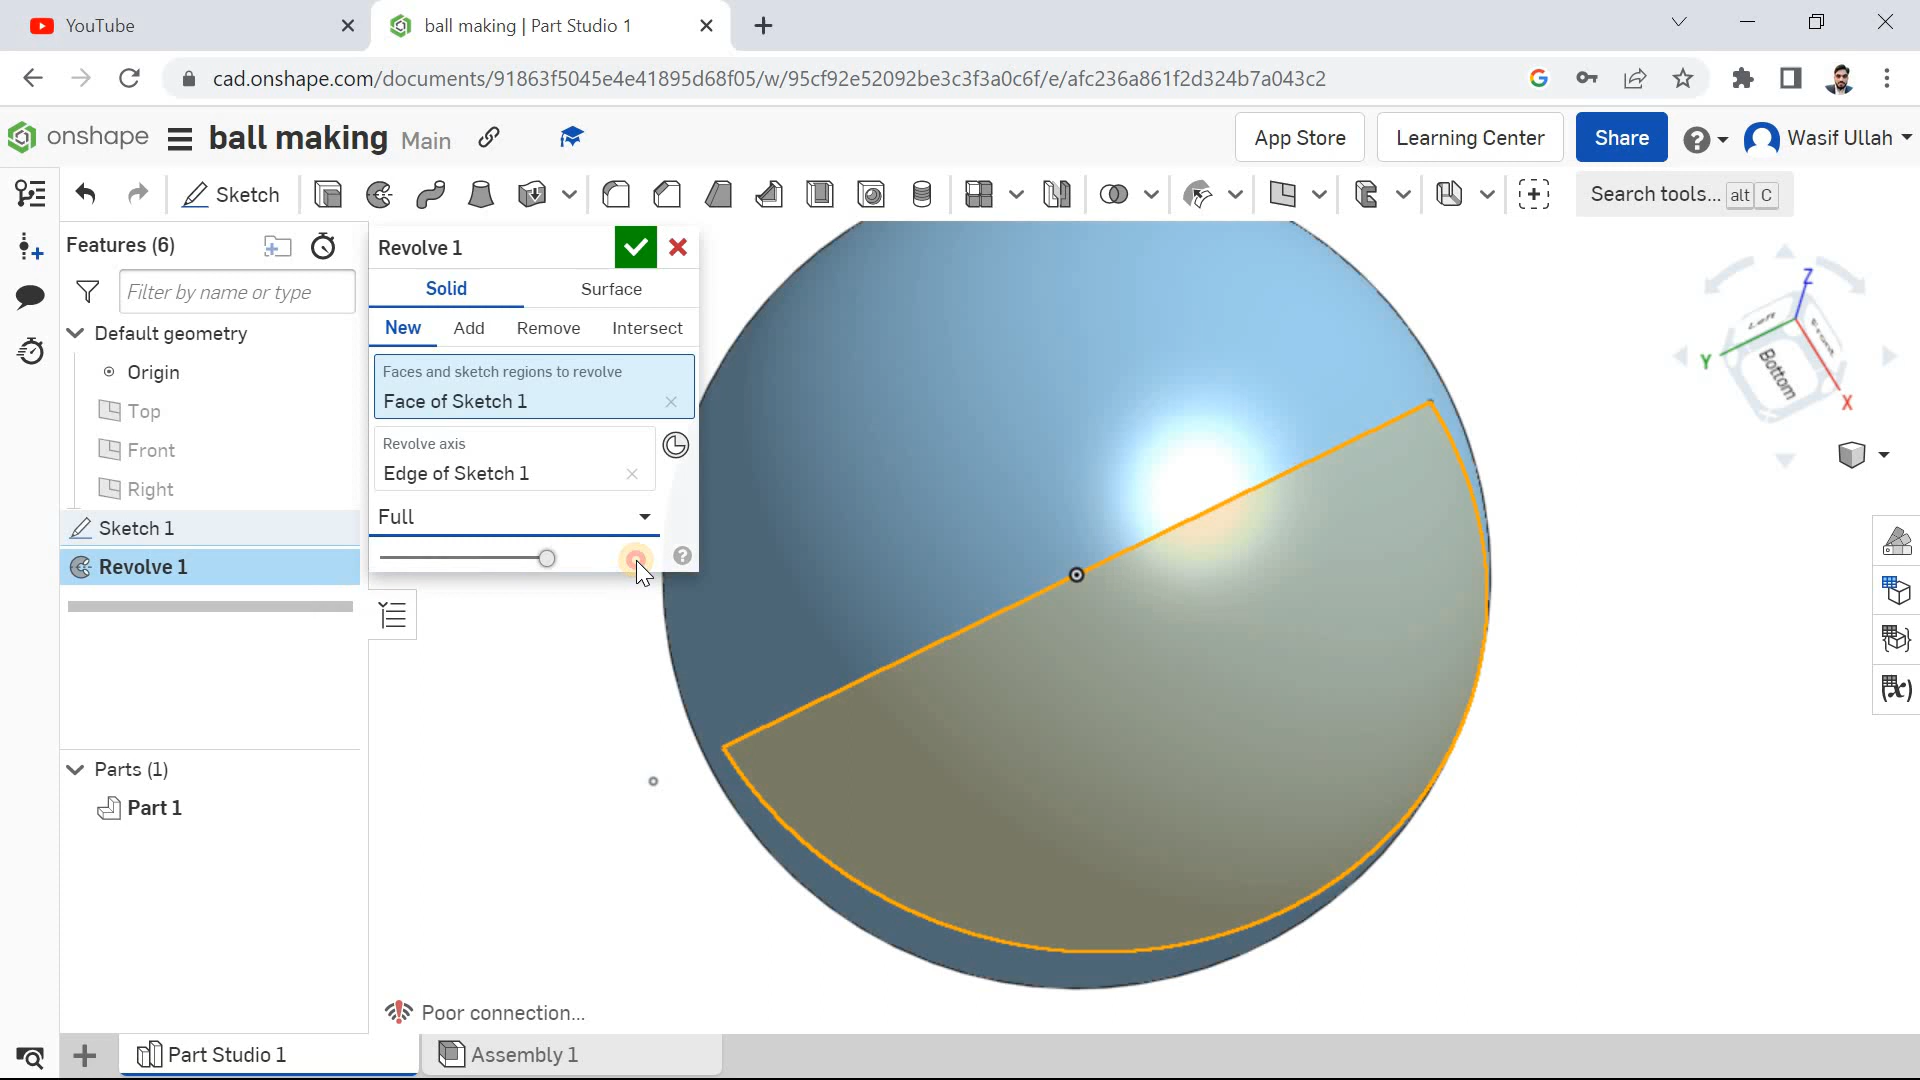 YouTube
ball making | Part Studio 1
cad.onshape.com/documents/91863f5045e4e41895d68f05/w/95cf92e52092be3c3f3a0c6f/e/afc236a861f2d324b7a043c2
onshape
ball making Main
App Store
Learning Center
Share
Wasif Ullah
Sketch
Search tools... alt C
Features (6)
Filter by name or type
Default geometry
Origin
Top
Front
Right
Sketch 1
Revolve 1
Parts (1)
Part 1
Revolve 1
Solid
Surface
New
Add
Remove
Intersect
Faces and sketch regions to revolve
Face of Sketch 1
Revolve axis
Edge of Sketch 1
Full
Z
Left
Front
Y
Bottom
X
Poor connection...
Part Studio 1
Assembly 1